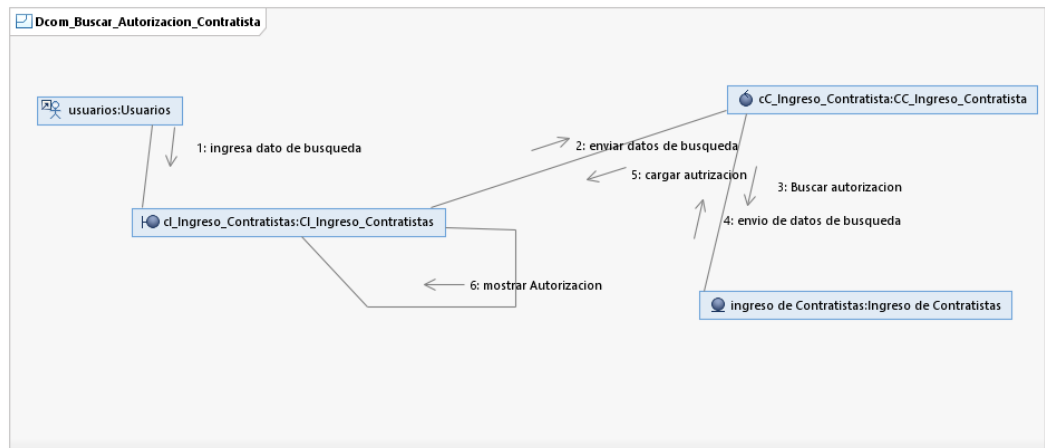 Dcom_Buscar_Autorizacion_Contratista
usuarios:Usuarios
cC_Ingreso_Contratista:CC_Ingreso_Contratista
1: ingresa dato de busqueda
2: enviar datos de busqueda
5: cargar autrizacion
3: Buscar autorizacion
4: envio de datos de busqueda
cI_Ingreso_Contratistas:CI_Ingreso_Contratistas
6: mostrar Autorizacion
ingreso de Contratistas:Ingreso de Contratistas